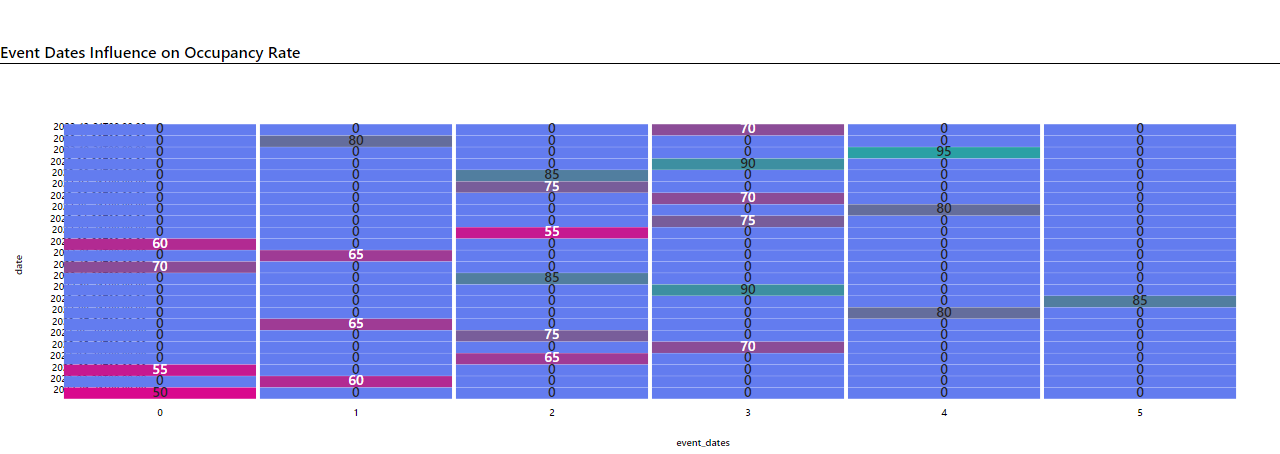 Event Dates Influence on Occupancy Rate
0 0 0 70 0 0
0 80 0 0 0 0
0 0 0 0 95 0
0 0 0 90 0 0
0 0 85 0 0 0
0 0 75 0 0 0
0 0 0 70 0 0
0 0 0 0 80 0
0 0 0 75 0 0
0 0 55 0 0 0
60 0 0 0 0 0
0 65 0 0 0 0
70 0 0 0 0 0
0 0 85 0 0 0
0 0 0 90 0 0
0 0 0 0 0 85
0 0 0 0 80 0
0 65 0 0 0 0
0 0 75 0 0 0
0 0 0 70 0 0
0 0 65 0 0 0
55 0 0 0 0 0
0 60 0 0 0 0
50 0 0 0 0 0
date
0 1 2 3 4 5
event_dates